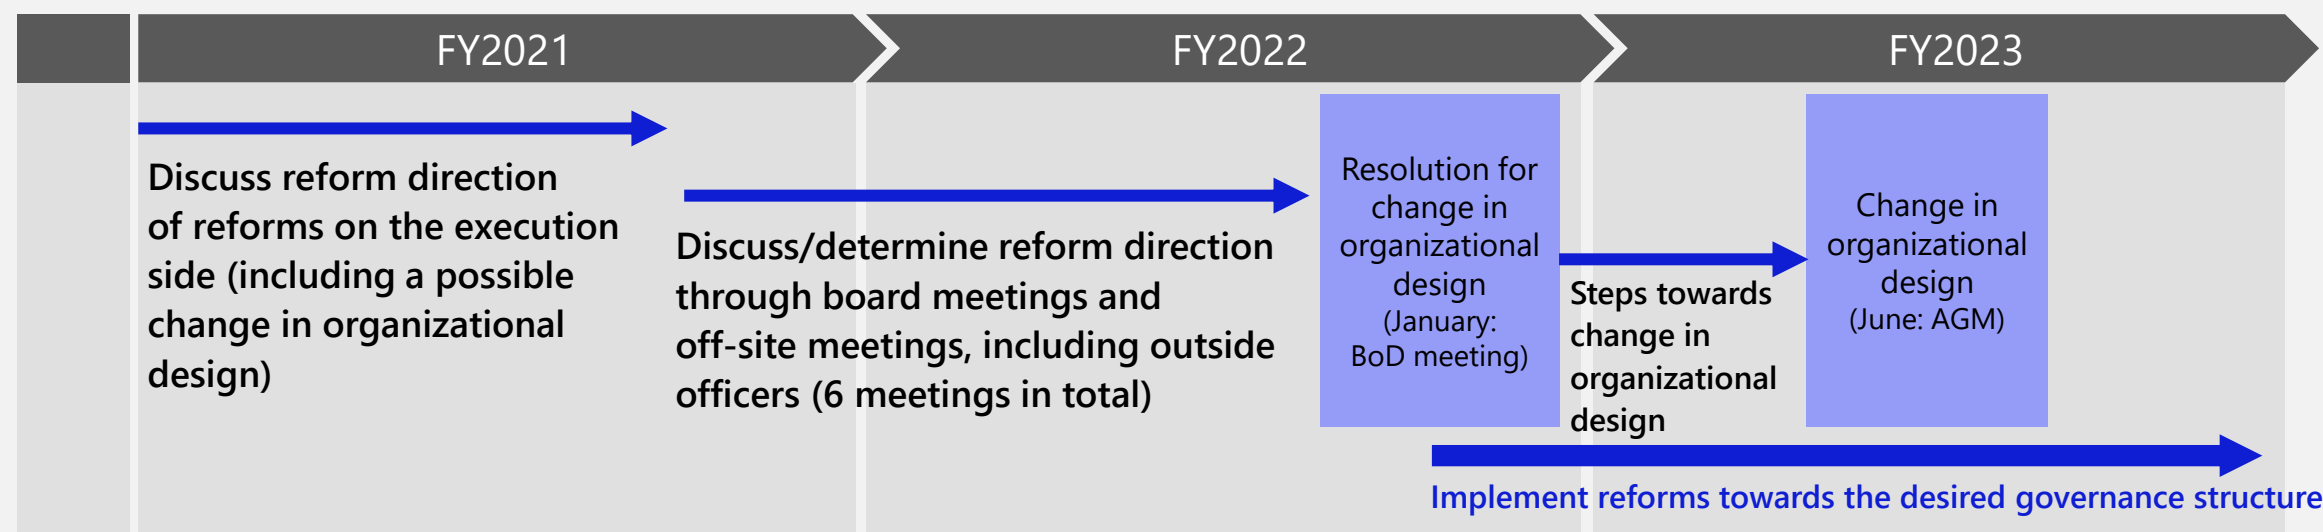 FY2021
FY2022
FY2023
Discuss reform direction
of reforms on the execution
side (including a possible
change in organizational
design)
Discuss/determine reform direction
through board meetings and
off-site meetings, including outside
officers (6 meetings in total)
Resolution for
change in
organizational
design
(January:
BoD meeting)
Steps towards
change in
organizational
design
Change in
organizational
design
(June: AGM)
Implement reforms towards the desired governance structure